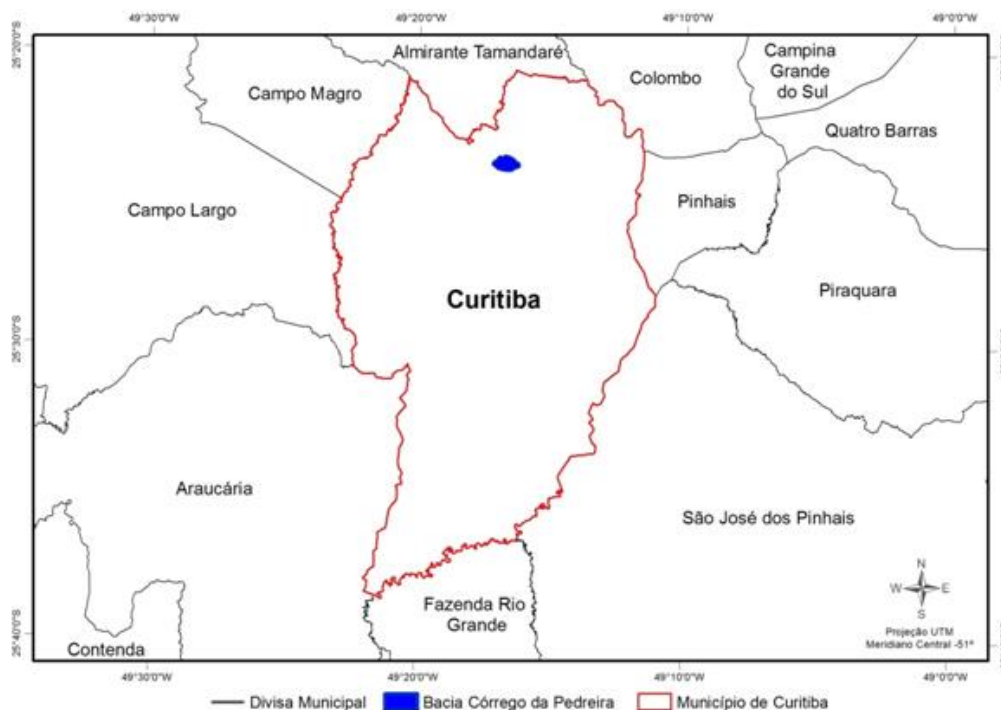 49°30'0"W 49°20'0"W 49°10'0"W 49°0'0"W
25°20'0"S
Almirante Tamandaré
Campina
Grande
do Sul
Colombo
Campo Magro
Quatro Barras
Pinhais
Campo Largo
Curitiba
Piraquara
25°30'0"S
Araucária
São José dos Pinhais
N
W E
S
Fazenda Rio
Grande
Projeção UTM
Meridiano Central -51º
25°40'0"S
Contenda
49°30'0"W 49°20'0"W 49°10'0"W 49°0'0"W
Divisa Municipal Bacia Córrego da Pedreira Município de Curitiba